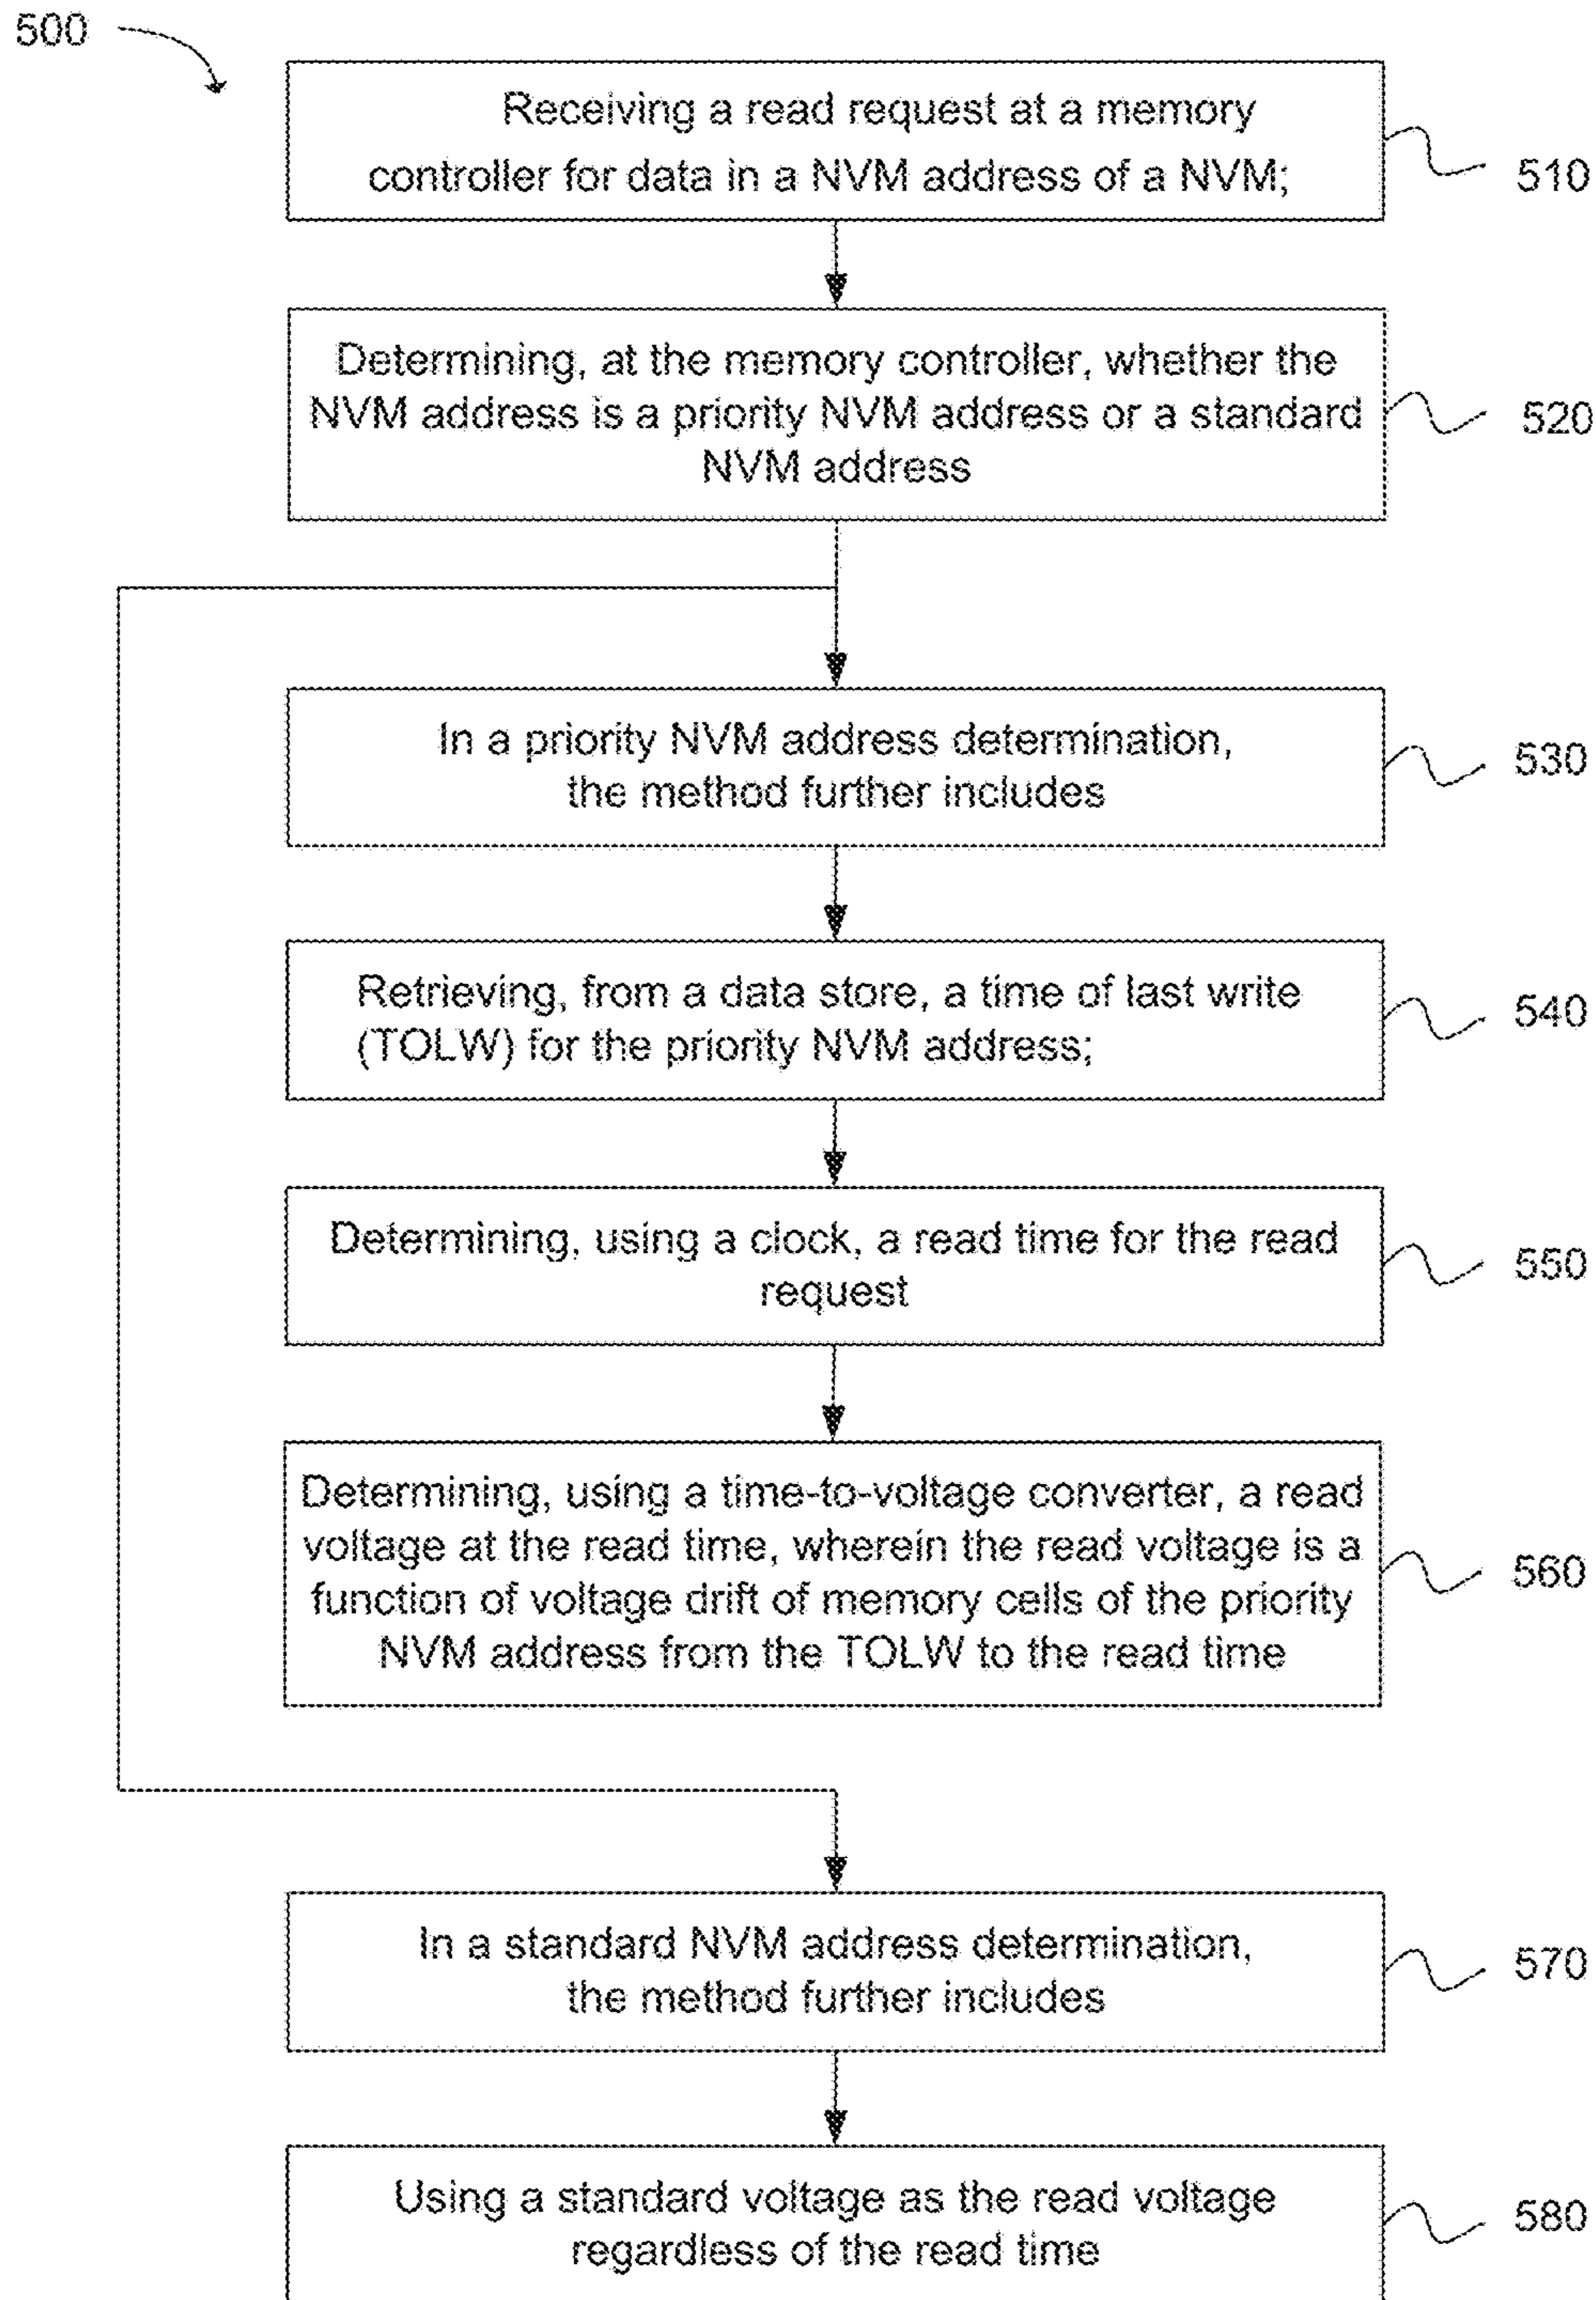 500
Receiving a read request at a memory
controller for data in a NVM address of a NVM;
510
Determining, at the memory controller, whether the
NVM address is a priority NVM address or a standard
NVM address
520
In a priority NVM address determination,
the method further includes
530
Retrieving, from a data store, a time of last write
(TOLW) for the priority NVM address;
540
Determining, using a clock, a read time for the read
request
550
Determining, using a time-to-voltage converter, a read
voltage at the read time, wherein the read voltage is a
function of voltage drift of memory cells of the priority
NVM address from the TOLW to the read time
560
In a standard NVM address determination,
the method further includes
570
Using a standard voltage as the read voltage
regardless of the read time
580